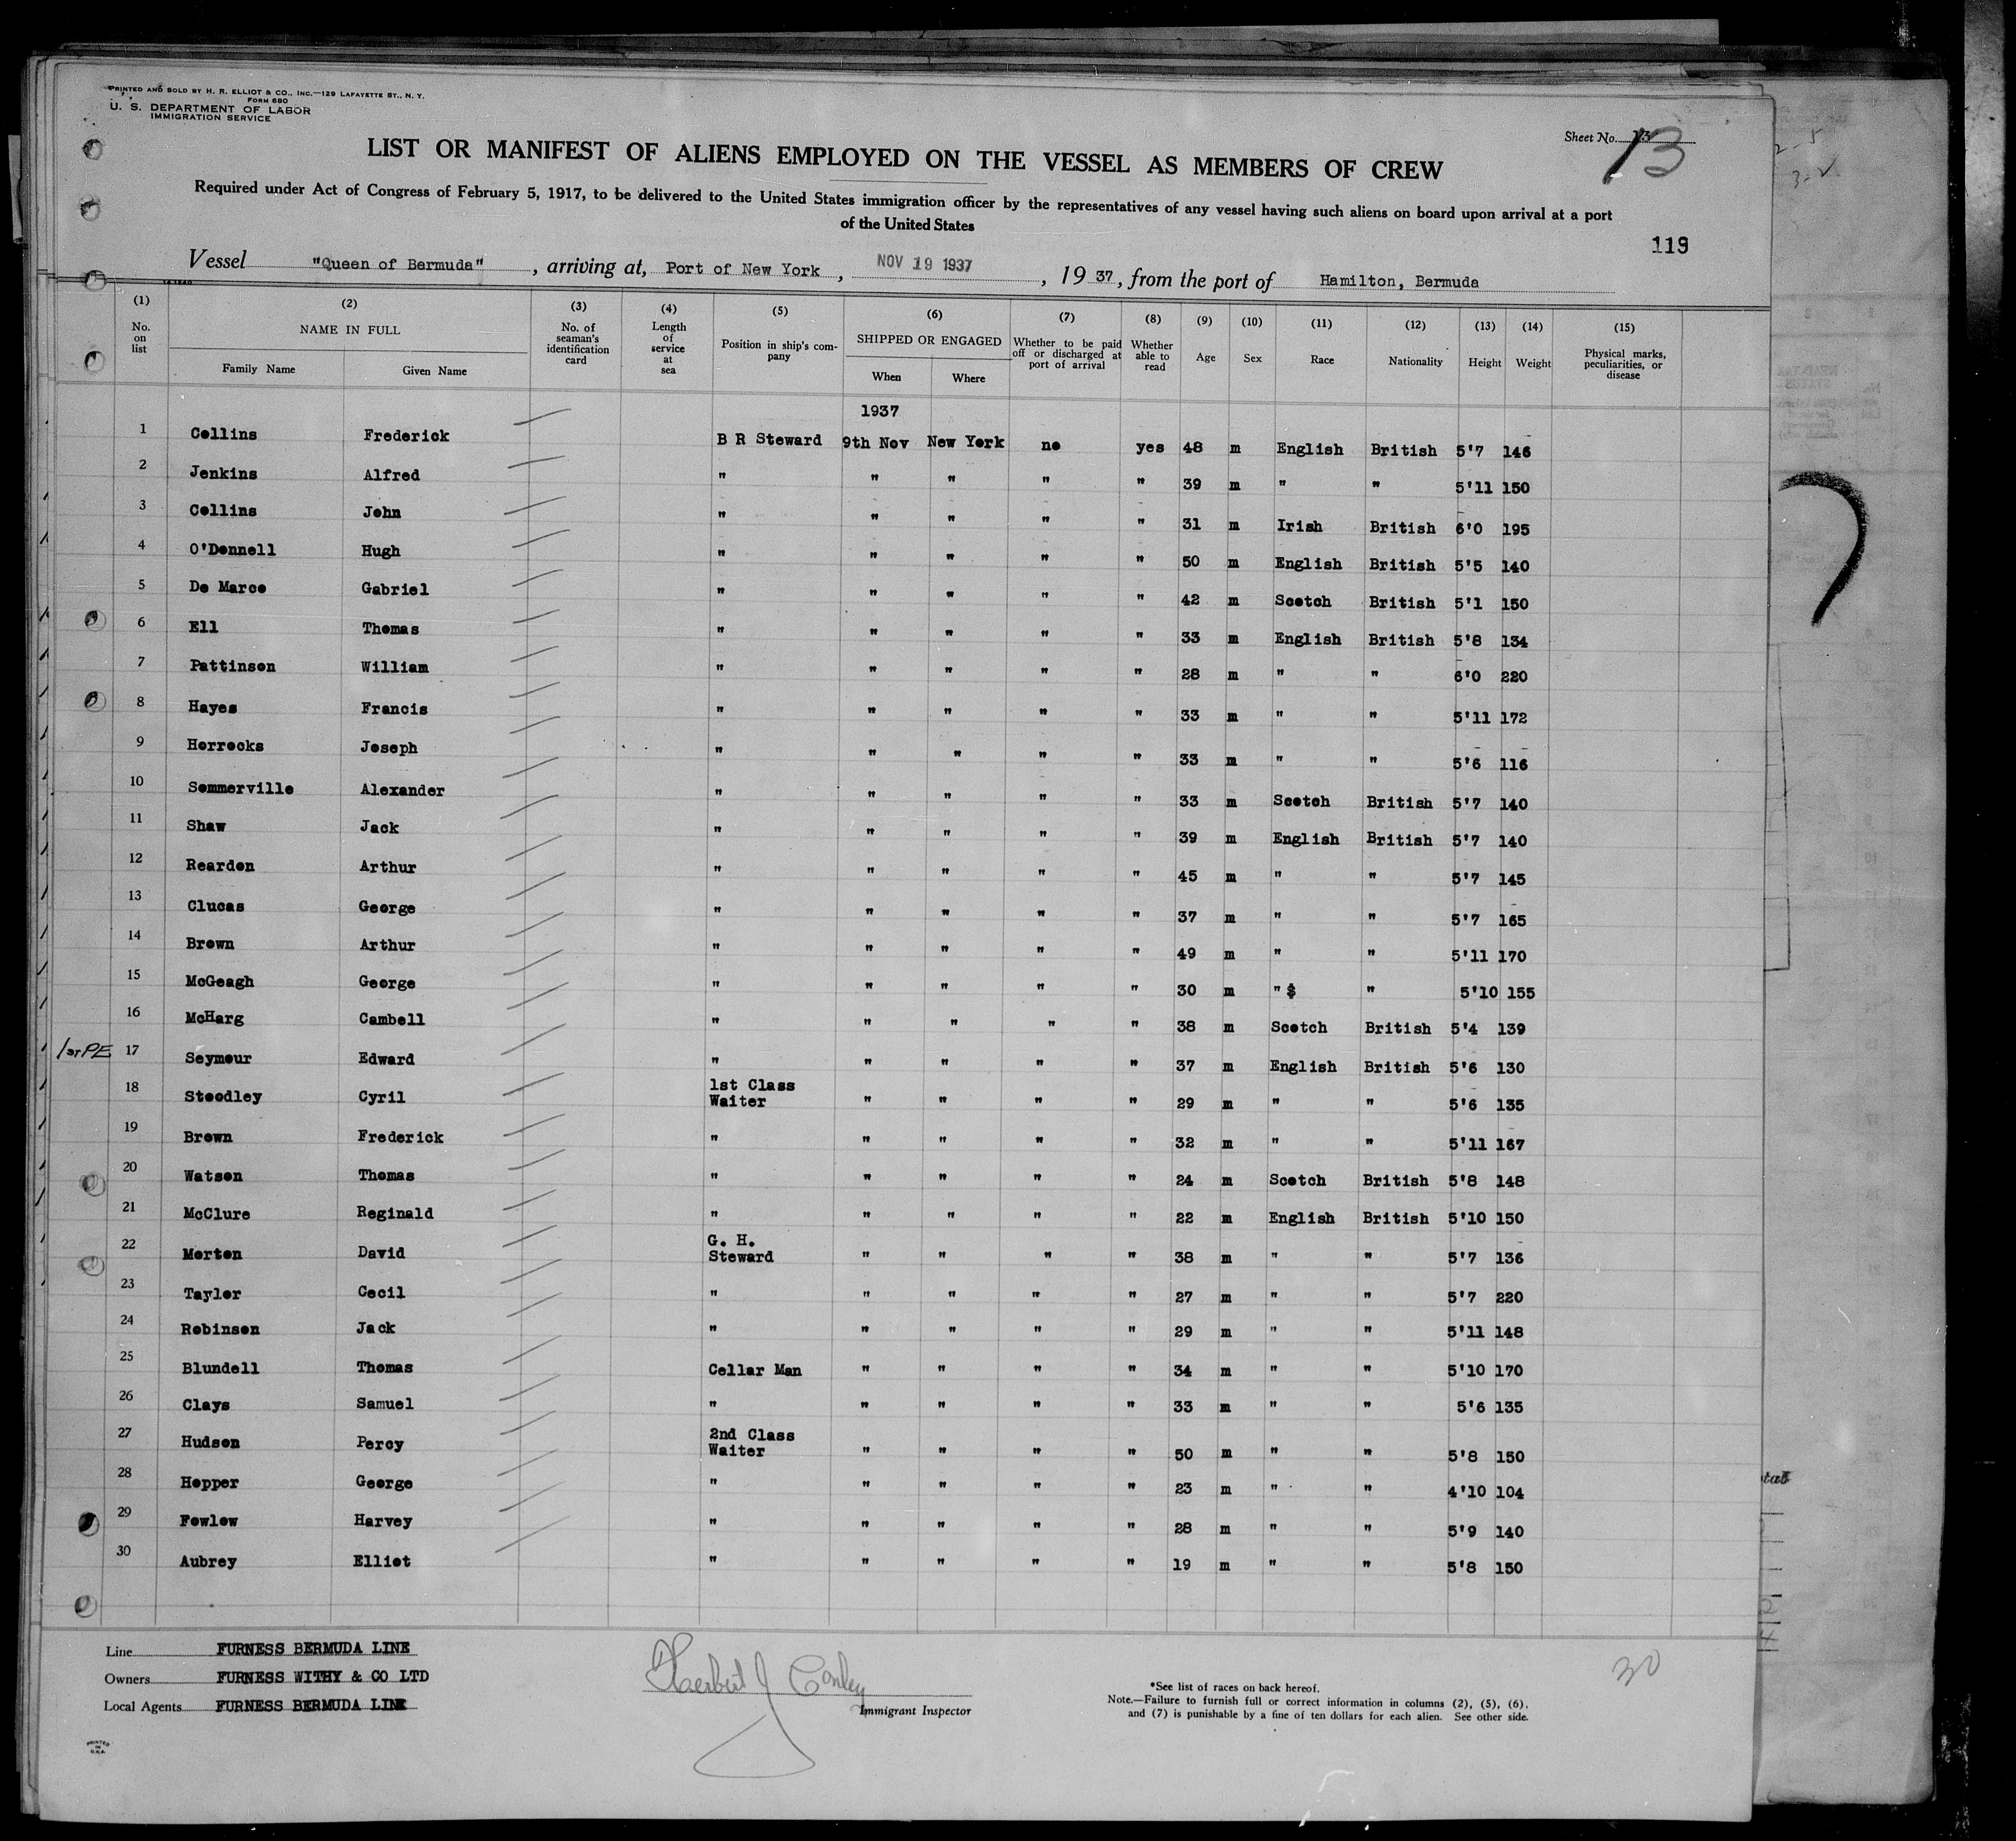 PRINTED AND SOLD BY H. R. ELLIOT & CO., INC.—129 LAFAYETTE ST., N. Y.
FORM 680
U. S. DEPARTMENT OF LABOR
IMMIGRATION SERVICE
Sheet No. 13
13
LIST OR MANIFEST OF ALIENS EMPLOYED ON THE VESSEL AS MEMBERS OF CREW
Required under Act of Congress of February 5, 1917, to be delivered to the United States immigration officer by the representatives of any vessel having such aliens on board upon arrival at a port
of the United States
119
Vessel "Queen of Bermuda", arriving at, Port of New York, NOV 19 1937, 19 37, from the port of Hamilton, Bermuda
(1) (2) (3) (4) (5) (6) (7) (8) (9) (10) (11) (12) (13) (14) (15)
No. on list
NAME IN FULL
Family Name Given Name
No. of seaman's identification card
Length of service at sea
Position in ship's company
SHIPPED OR ENGAGED
When Where
Whether to be paid off or discharged at port of arrival
Whether able to read
Age Sex Race Nationality Height Weight
Physical marks, peculiarities, or disease
1937
1 Collins Frederick B R Steward 9th Nov New York no yes 48 m English British 5'7 146
2 Jenkins Alfred " " " " " 39 m " " 5'11 150
3 Collins John " " " " " 31 m Irish British 6'0 195
4 O'Donnell Hugh " " " " " 50 m English British 5'5 140
5 De Marco Gabriel " " " " " 42 m Scotch British 5'1 150
6 Ell Thomas " " " " " 33 m English British 5'8 134
7 Pattinson William " " " " " 28 m " " 6'0 220
8 Hayes Francis " " " " " 33 m " " 5'11 172
9 Horrocks Joseph " " " " " 33 m " " 5'6 116
10 Sommerville Alexander " " " " " 33 m Scotch British 5'7 140
11 Shaw Jack " " " " " 39 m English British 5'7 140
12 Reardon Arthur " " " " " 45 m " " 5'7 145
13 Clucas George " " " " " 37 m " " 5'7 165
14 Brown Arthur " " " " " 49 m " " 5'11 170
15 McGeagh George " " " " " 30 m " $ " 5'10 155
16 McHarg Cambell " " " " " 38 m Scotch British 5'4 139
1st PE 17 Seymour Edward " " " " " 37 m English British 5'6 130
18 Stoodley Cyril 1st Class Waiter " " " " 29 m " " 5'6 135
19 Brown Frederick " " " " " 32 m " " 5'11 167
20 Watson Thomas " " " " " 24 m Scotch British 5'8 148
21 McClure Reginald " " " " " 22 m English British 5'10 150
22 Morton David G. H. Steward " " " " 38 m " " 5'7 136
23 Taylor Cecil " " " " " 27 m " " 5'7 220
24 Robinson Jack " " " " " 29 m " " 5'11 148
25 Blundell Thomas Cellar Man " " " " 34 m " " 5'10 170
26 Clays Samuel " " " " " 33 m " " 5'6 135
27 Hudson Percy 2nd Class Waiter " " " " 50 m " " 5'8 150
28 Hopper George " " " " " 23 m " " 4'10 104
29 Fowlow Harvey " " " " " 28 m " " 5'9 140
30 Aubrey Elliot " " " " " 19 m " " 5'8 150
Line FURNESS BERMUDA LINE
Owners FURNESS WITHY & CO LTD
Local Agents FURNESS BERMUDA LINE
Herbert J Conley
Immigrant Inspector
*See list of races on back hereof.
Note.—Failure to furnish full or correct information in columns (2), (5), (6),
and (7) is punishable by a fine of ten dollars for each alien. See other side.
30
PRINTED IN U.S.A.